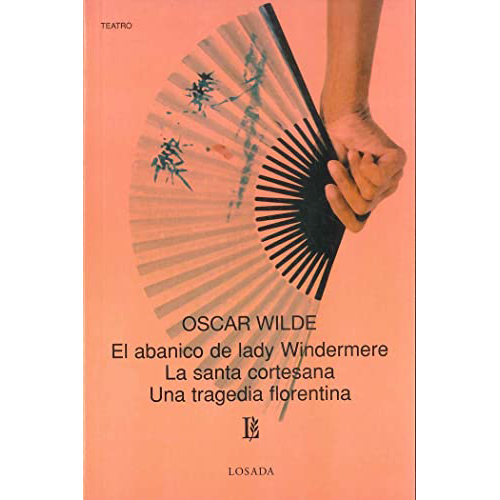 TEATRO
OSCAR WILDE
El abanico de lady Windermere
La santa cortesana
Una tragedia florentina
LOSADA